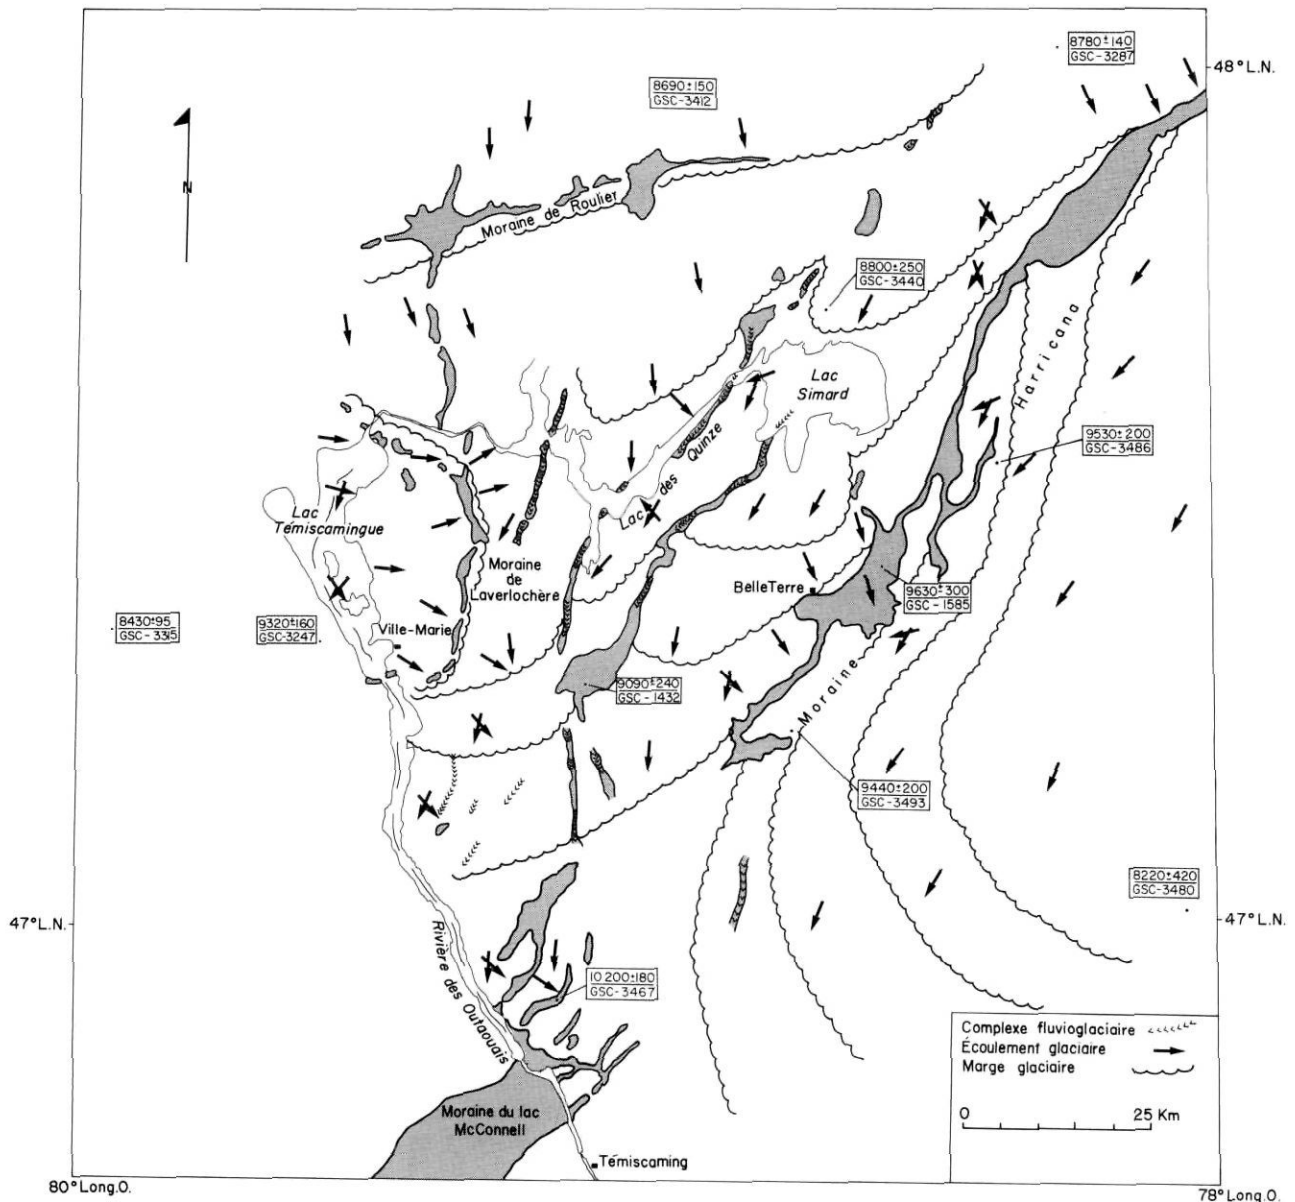 8780±140
GSC-3287
48° L.N.
8690±150
GSC-3412
N
Moraine de Roulier
8800±250
GSC-3440
Harricana
Lac
Simard
9530±200
GSC-3486
Lac des Quinze
Lac
Témiscamingue
Moraine
de
Laverlochère
BelleTerre
9630±300
GSC-1585
8430±95
GSC-3315
9320±160
GSC-3247
Ville-Marie
9090±240
GSC-1432
Moraine
9440±200
GSC-3493
8220±420
GSC-3480
47° L.N.
47° L.N.
Rivière des Outaouais
10 200±180
GSC-3467
Complexe fluvioglaciaire
Écoulement glaciaire
Marge glaciaire
0 25 Km
Moraine du lac
McConnell
Témiscaming
80° Long.O.
78° Long.O.